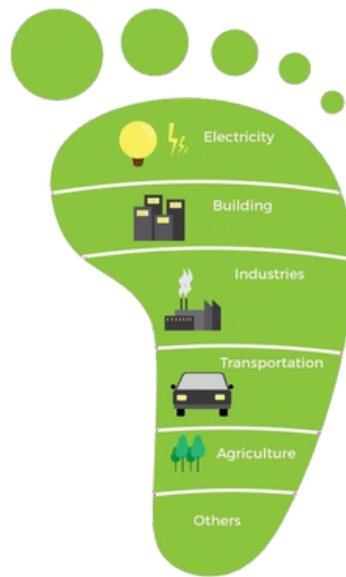 Electricity
Building
Industries
Transportation
Agriculture
Others